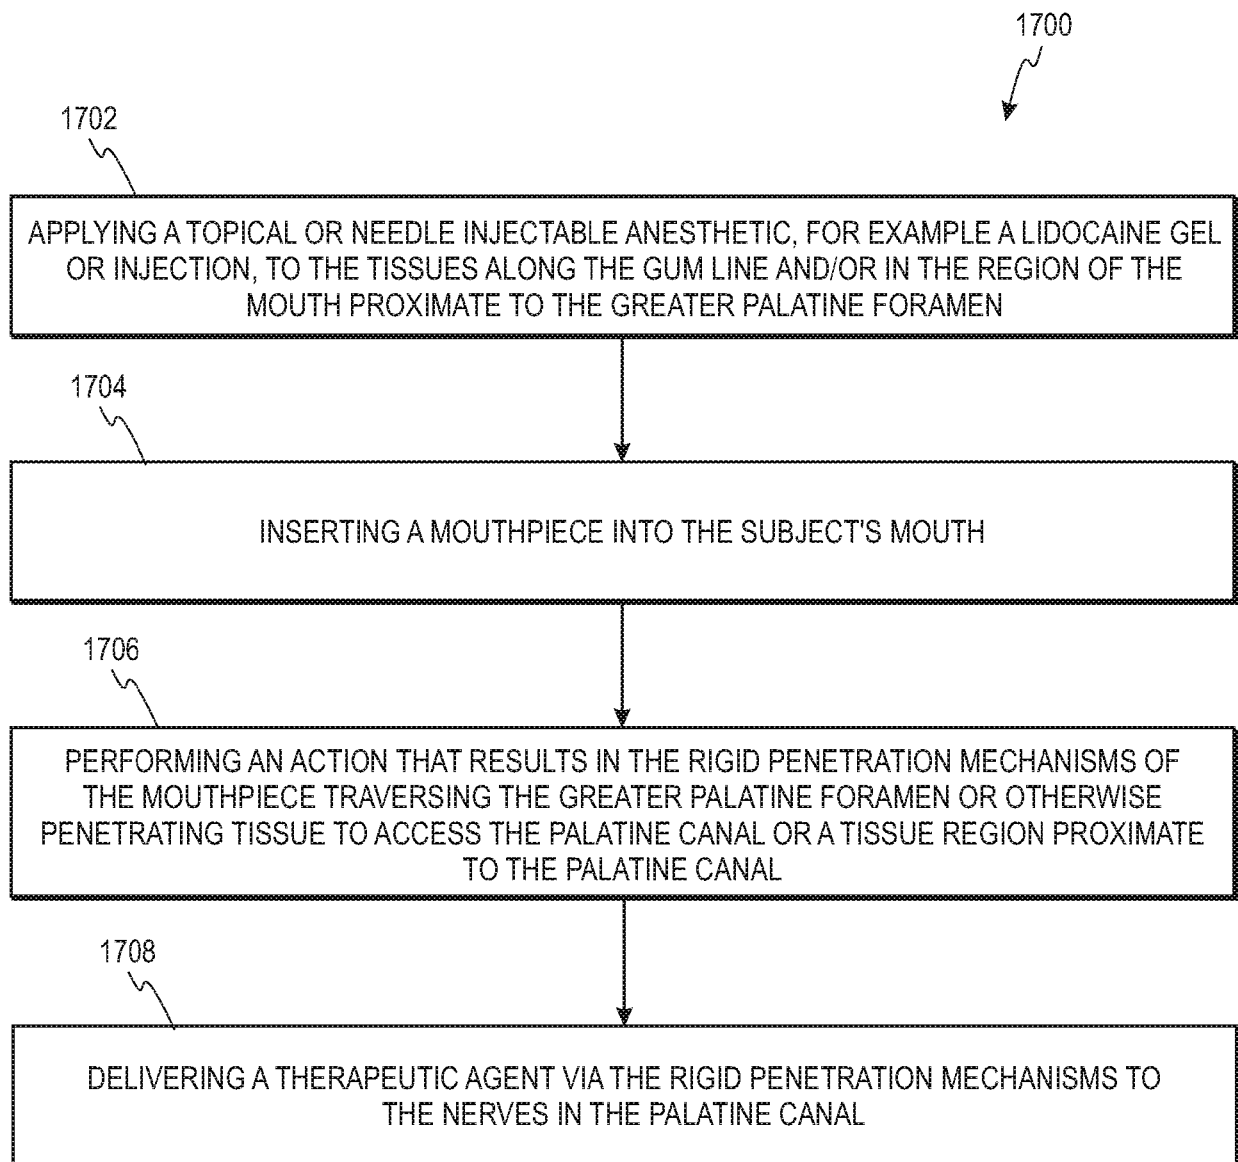 1700
1702
APPLYING A TOPICAL OR NEEDLE INJECTABLE ANESTHETIC, FOR EXAMPLE A LIDOCAINE GEL
OR INJECTION, TO THE TISSUES ALONG THE GUM LINE AND/OR IN THE REGION OF THE
MOUTH PROXIMATE TO THE GREATER PALATINE FORAMEN
1704
INSERTING A MOUTHPIECE INTO THE SUBJECT'S MOUTH
1706
PERFORMING AN ACTION THAT RESULTS IN THE RIGID PENETRATION MECHANISMS OF
THE MOUTHPIECE TRAVERSING THE GREATER PALATINE FORAMEN OR OTHERWISE
PENETRATING TISSUE TO ACCESS THE PALATINE CANAL OR A TISSUE REGION PROXIMATE
TO THE PALATINE CANAL
1708
DELIVERING A THERAPEUTIC AGENT VIA THE RIGID PENETRATION MECHANISMS TO
THE NERVES IN THE PALATINE CANAL